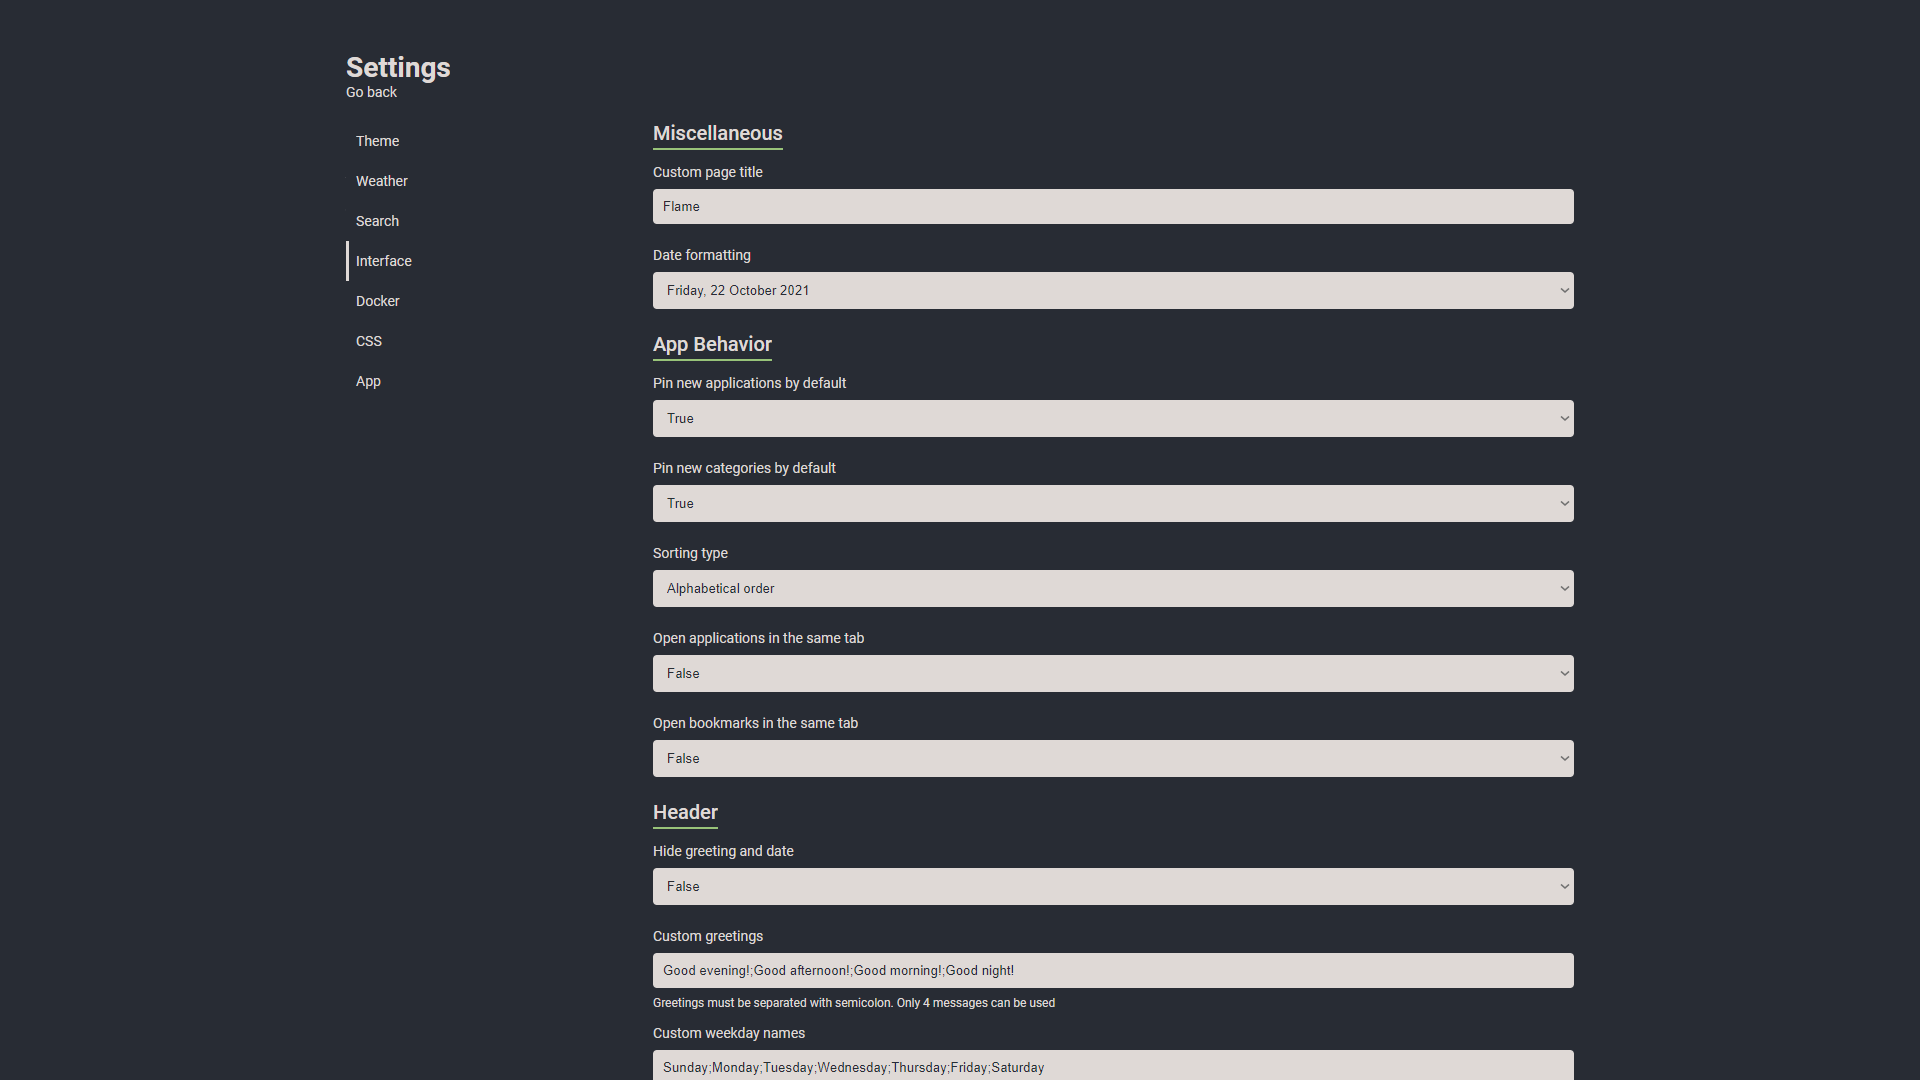 Settings
Go back
Theme
Weather
Search
Interface
Docker
CSS
App
Miscellaneous
Custom page title
Flame
Date formatting
Friday, 22 October 2021
App Behavior
Pin new applications by default
True
Pin new categories by default
True
Sorting type
Alphabetical order
Open applications in the same tab
False
Open bookmarks in the same tab
False
Header
Hide greeting and date
False
Custom greetings
Good evening!;Good afternoon!;Good morning!;Good night!
Greetings must be separated with semicolon. Only 4 messages can be used
Custom weekday names
Sunday;Monday;Tuesday;Wednesday;Thursday;Friday;Saturday